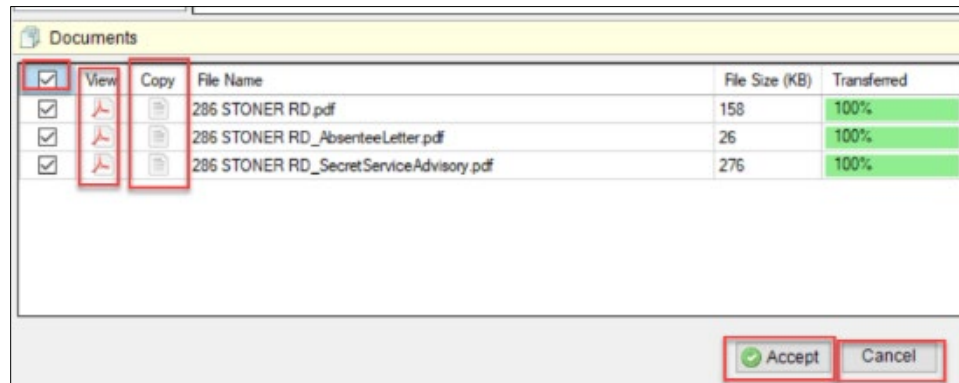 Documents
View Copy File Name File Size (KB) Transferred
286 STONER RD.pdf 158 100%
286 STONER RD_AbsenteeLetter.pdf 26 100%
286 STONER RD_SecretServiceAdvisory.pdf 276 100%
Accept Cancel